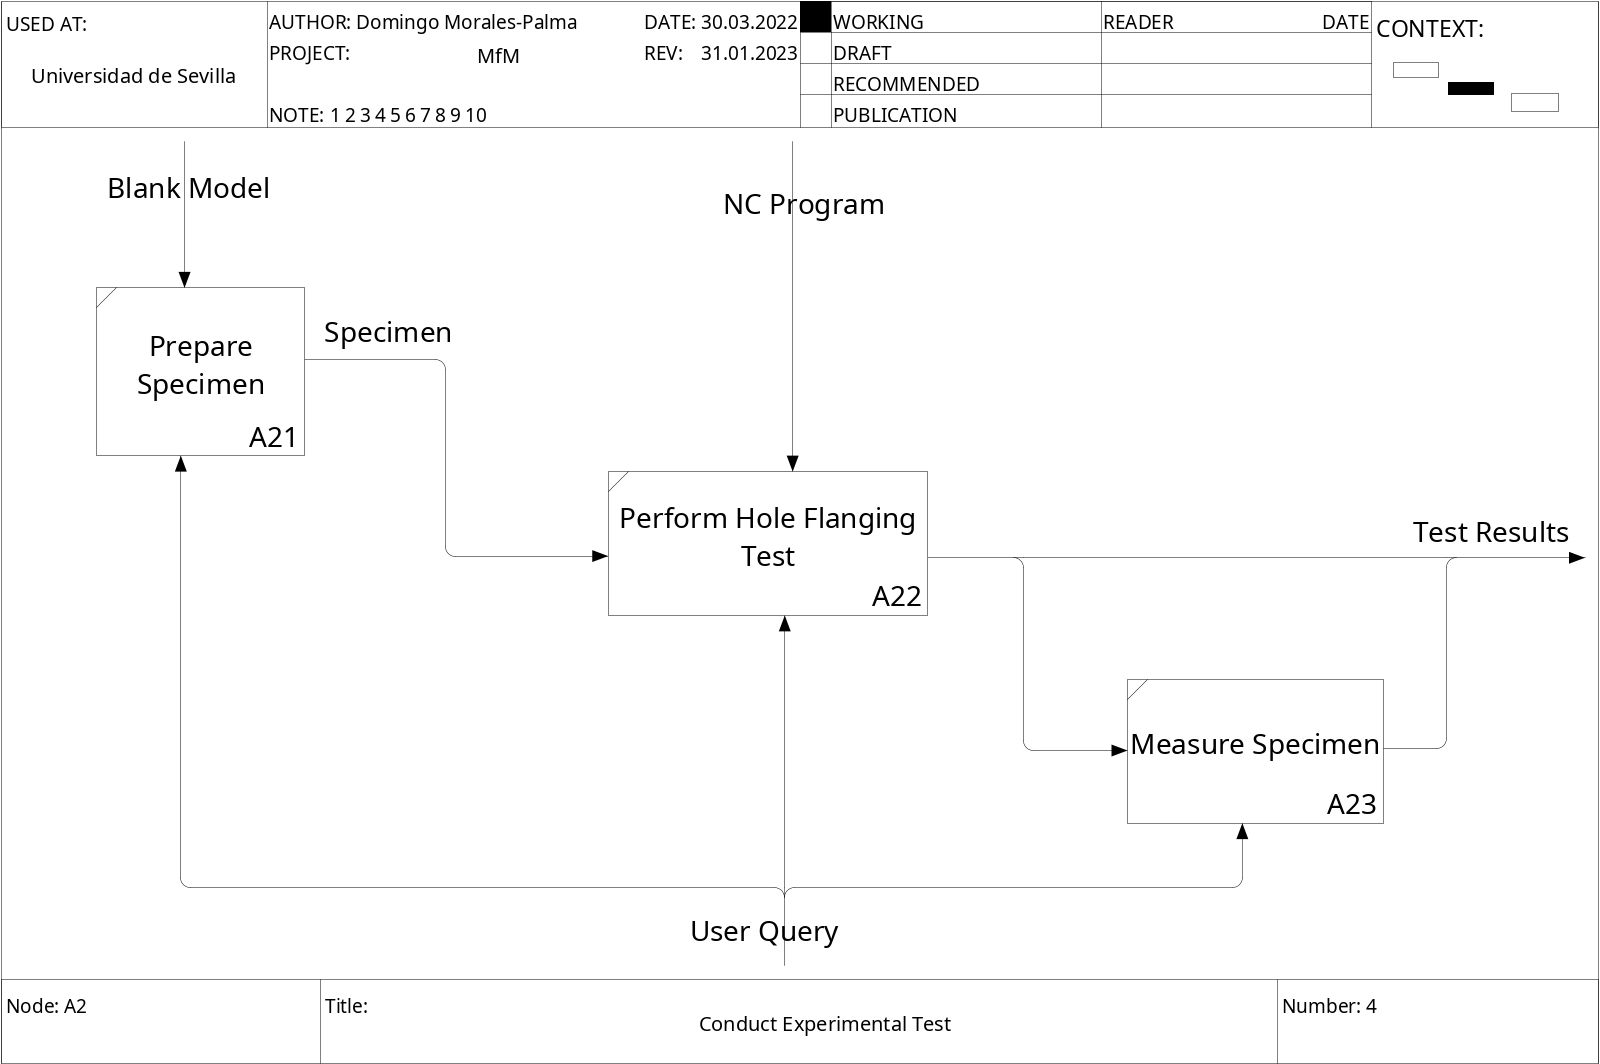 USED AT:
Universidad de Sevilla
AUTHOR: Domingo Morales-Palma
DATE: 30.03.2022
PROJECT:
MfM
REV: 31.01.2023
NOTE: 1 2 3 4 5 6 7 8 9 10
WORKING
DRAFT
RECOMMENDED
PUBLICATION
READER
DATE
CONTEXT:
Blank Model
NC Program
Prepare
Specimen
A21
Specimen
Perform Hole Flanging
Test
A22
Test Results
Measure Specimen
A23
User Query
Node: A2
Title:
Conduct Experimental Test
Number: 4